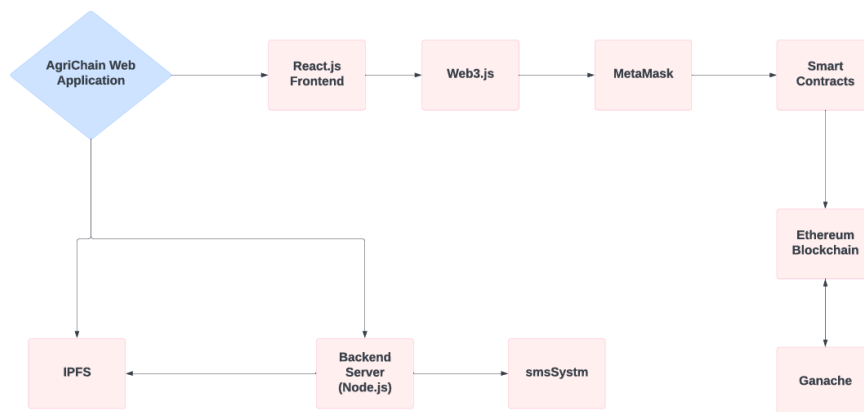 AgriChain Web
Application
React.js
Frontend
Web3.js
MetaMask
Smart
Contracts
Ethereum
Blockchain
IPFS
Backend
Server
(Node.js)
smsSystm
Ganache